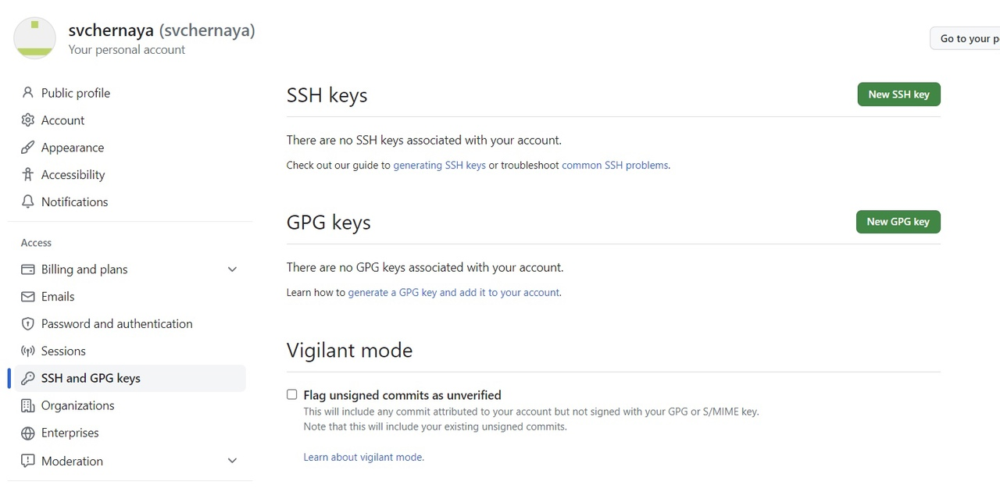 svchernaya (svchernaya)
Your personal account
Go to your p
Public profile
Account
Appearance
Accessibility
Notifications
Access
Billing and plans
Emails
Password and authentication
Sessions
SSH and GPG keys
Organizations
Enterprises
Moderation
SSH keys
New SSH key
There are no SSH keys associated with your account.
Check out our guide to generating SSH keys or troubleshoot common SSH problems.
GPG keys
New GPG key
There are no GPG keys associated with your account.
Learn how to generate a GPG key and add it to your account.
Vigilant mode
Flag unsigned commits as unverified
This will include any commit attributed to your account but not signed with your GPG or S/MIME key.
Note that this will include your existing unsigned commits.
Learn about vigilant mode.